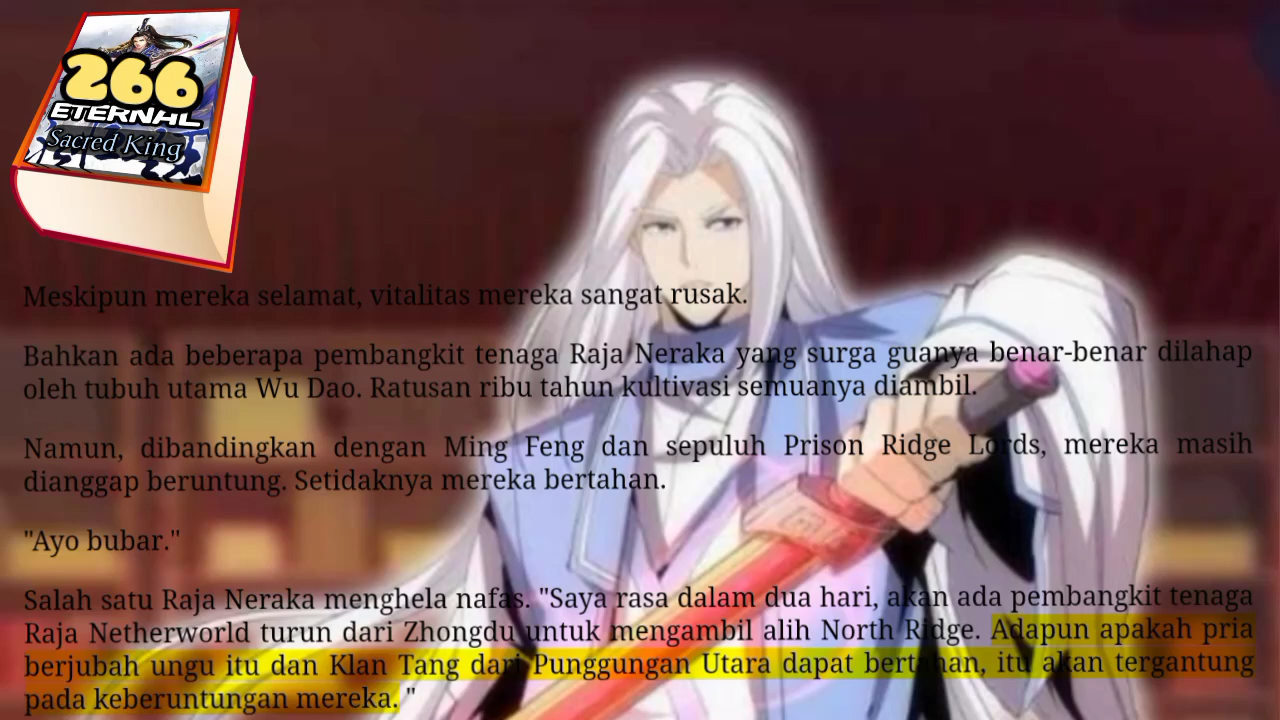 266
ETERNAL
Sacred King
Meskipun mereka selamat, vitalitas mereka sangat rusak.
Bahkan ada beberapa pembangkit tenaga Raja Neraka yang surga guanya benar-benar dilahap
oleh tubuh utama Wu Dao. Ratusan ribu tahun kultivasi semuanya diambil.
Namun, dibandingkan dengan Ming Feng dan sepuluh Prison Ridge Lords, mereka masih
dianggap beruntung. Setidaknya mereka bertahan.
"Ayo bubar."
Salah satu Raja Neraka menghela nafas. "Saya rasa dalam dua hari, akan ada pembangkit tenaga
Raja Netherworld turun dari Zhongdu untuk mengambil alih North Ridge. Adapun apakah pria
berjubah ungu itu dan Klan Tang dari Punggungan Utara dapat bertahan, itu akan tergantung
pada keberuntungan mereka. "